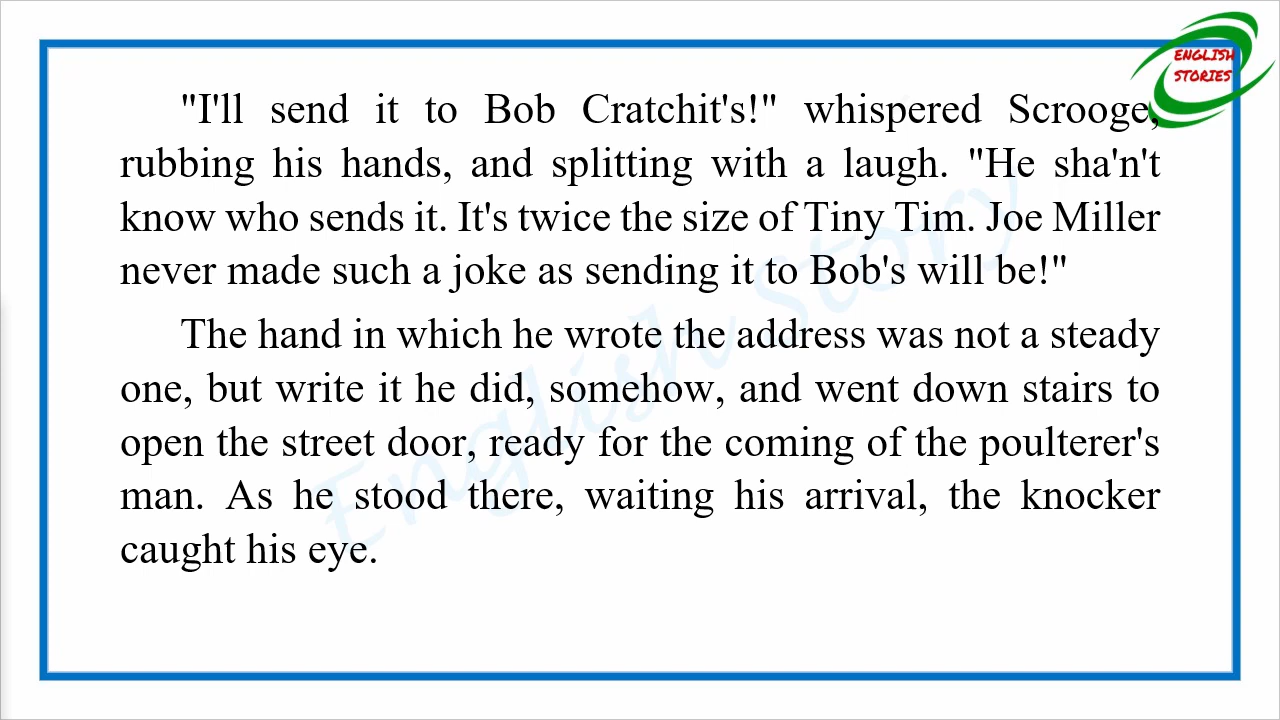 ENGLISH
STORIES
"I'll send it to Bob Cratchit's!" whispered Scrooge,
rubbing his hands, and splitting with a laugh. "He sha'n't
know who sends it. It's twice the size of Tiny Tim. Joe Miller
never made such a joke as sending it to Bob's will be!"
The hand in which he wrote the address was not a steady
one, but write it he did, somehow, and went down stairs to
open the street door, ready for the coming of the poulterer's
man. As he stood there, waiting his arrival, the knocker
caught his eye.
English Story